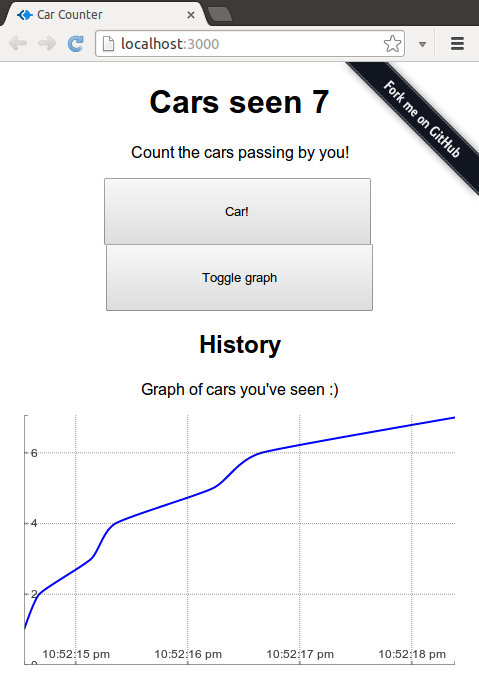 Car Counter
localhost:3000
Fork me on GitHub
Cars seen 7
Count the cars passing by you!
Car!
Toggle graph
History
Graph of cars you've seen :)
6
4
2
0
10:52:15 pm 10:52:16 pm 10:52:17 pm 10:52:18 pm